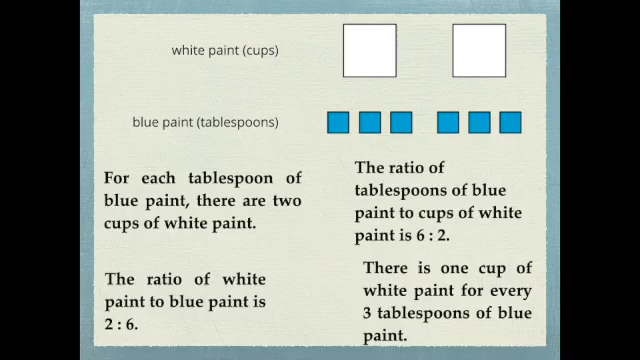 white paint (cups)
blue paint (tablespoons)
For each tablespoon of
blue paint, there are two
cups of white paint.
The ratio of
tablespoons of blue
paint to cups of white
paint is 6 : 2.
The ratio of white
paint to blue paint is
2 : 6.
There is one cup of
white paint for every
3 tablespoons of blue
paint.